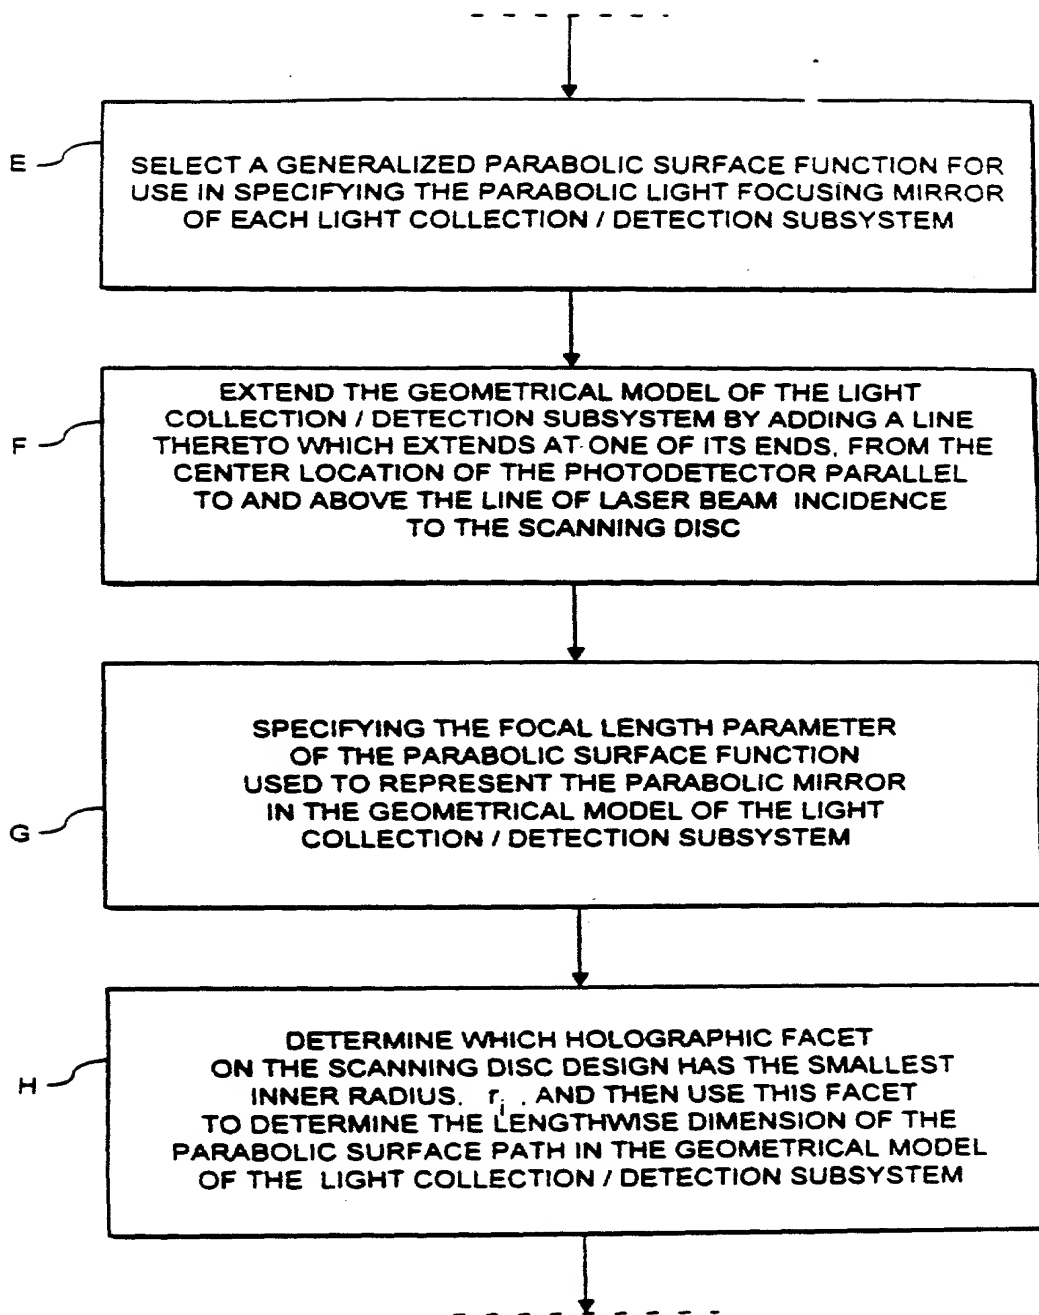 E
SELECT A GENERALIZED PARABOLIC SURFACE FUNCTION FOR
USE IN SPECIFYING THE PARABOLIC LIGHT FOCUSING MIRROR
OF EACH LIGHT COLLECTION / DETECTION SUBSYSTEM
F
EXTEND THE GEOMETRICAL MODEL OF THE LIGHT
COLLECTION / DETECTION SUBSYSTEM BY ADDING A LINE
THERETO WHICH EXTENDS AT ONE OF ITS ENDS, FROM THE
CENTER LOCATION OF THE PHOTODETECTOR PARALLEL
TO AND ABOVE THE LINE OF LASER BEAM INCIDENCE
TO THE SCANNING DISC
G
SPECIFYING THE FOCAL LENGTH PARAMETER
OF THE PARABOLIC SURFACE FUNCTION
USED TO REPRESENT THE PARABOLIC MIRROR
IN THE GEOMETRICAL MODEL OF THE LIGHT
COLLECTION / DETECTION SUBSYSTEM
H
DETERMINE WHICH HOLOGRAPHIC FACET
ON THE SCANNING DISC DESIGN HAS THE SMALLEST
INNER RADIUS, r_i , AND THEN USE THIS FACET
TO DETERMINE THE LENGTHWISE DIMENSION OF THE
PARABOLIC SURFACE PATH IN THE GEOMETRICAL MODEL
OF THE LIGHT COLLECTION / DETECTION SUBSYSTEM